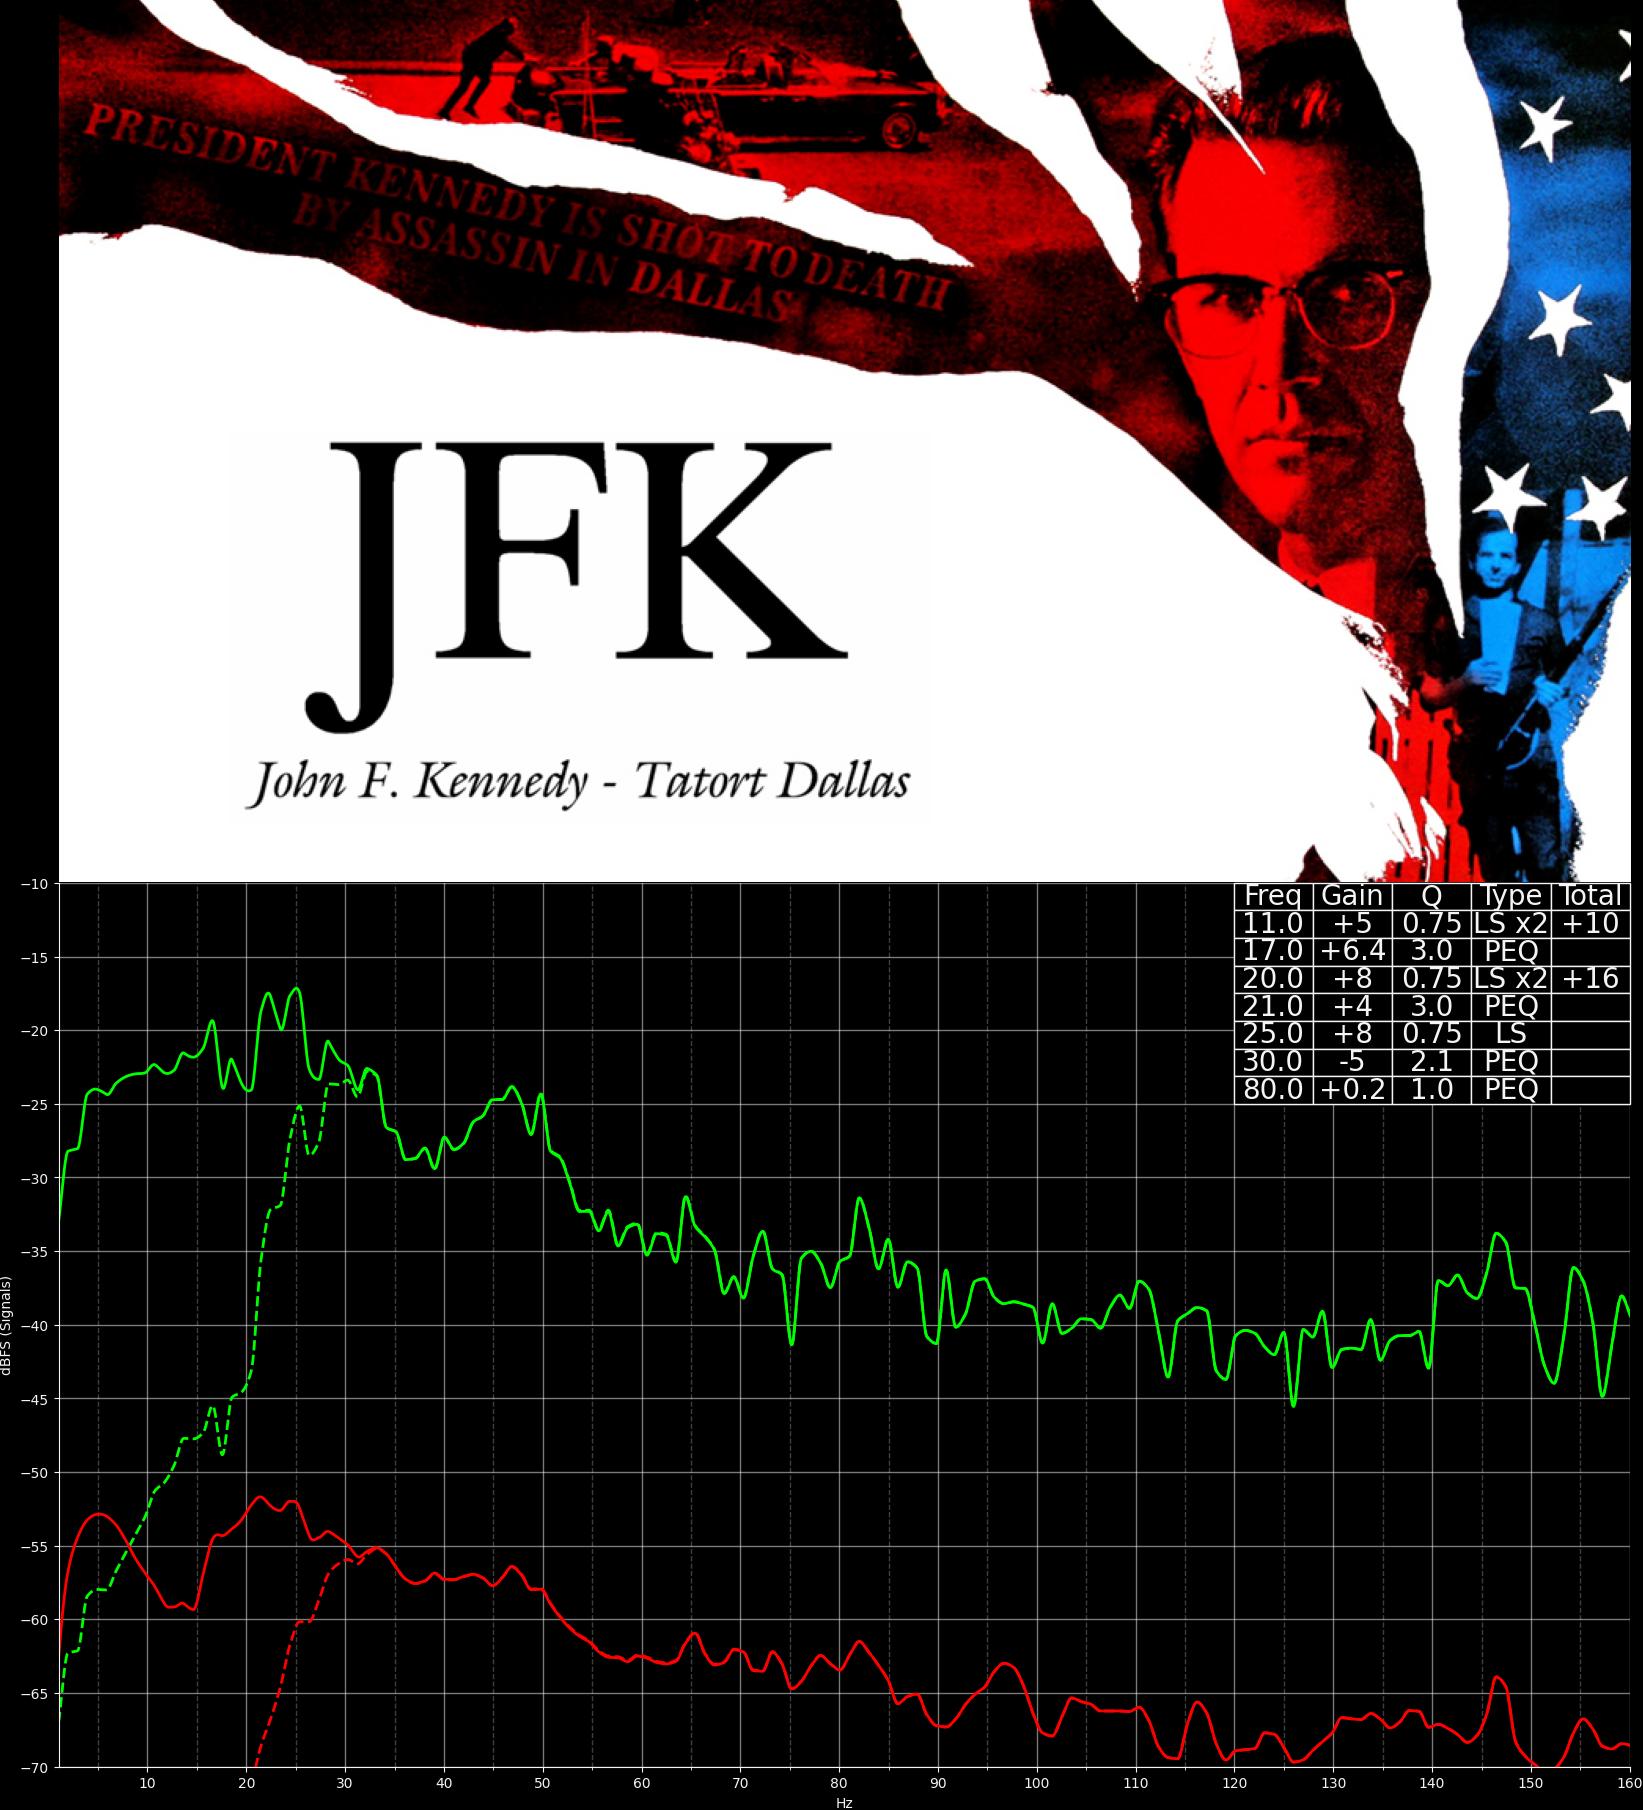 PRESIDENT KENNEDY IS SHOT TO DEATH
BY ASSASSIN IN DALLAS
JFK
John F. Kennedy - Tatort Dallas
Freq Gain Q Type Total
11.0 +5 0.75 LS x2 +10
17.0 +6.4 3.0 PEQ
20.0 +8 0.75 LS x2 +16
21.0 +4 3.0 PEQ
25.0 +8 0.75 LS
30.0 -5 2.1 PEQ
80.0 +0.2 1.0 PEQ
−10
−15
−20
−25
−30
−35
−40
−45
−50
−55
−60
−65
−70
dBFS (Signals)
10 20 30 40 50 60 70 80 90 100 110 120 130 140 150 160
Hz